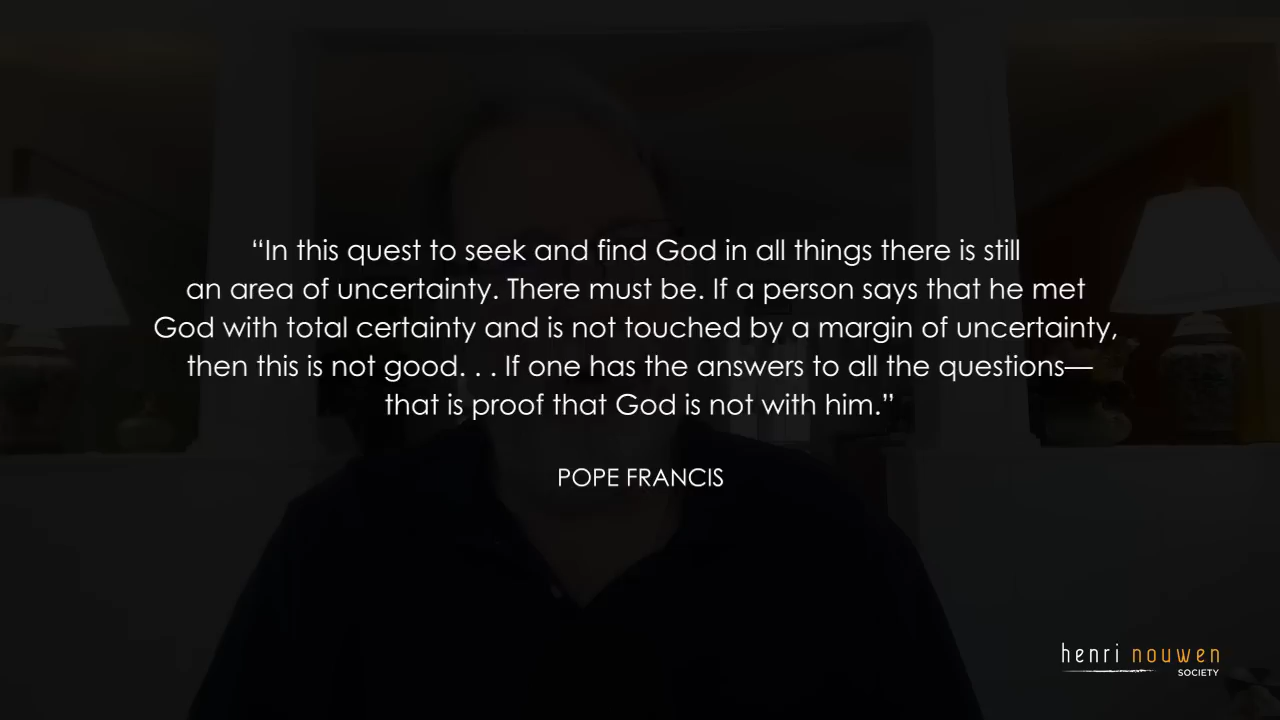 “In this quest to seek and find God in all things there is still
an area of uncertainty. There must be. If a person says that he met
God with total certainty and is not touched by a margin of uncertainty,
then this is not good. . . If one has the answers to all the questions—
that is proof that God is not with him.”
POPE FRANCIS
henri nouwen
SOCIETY